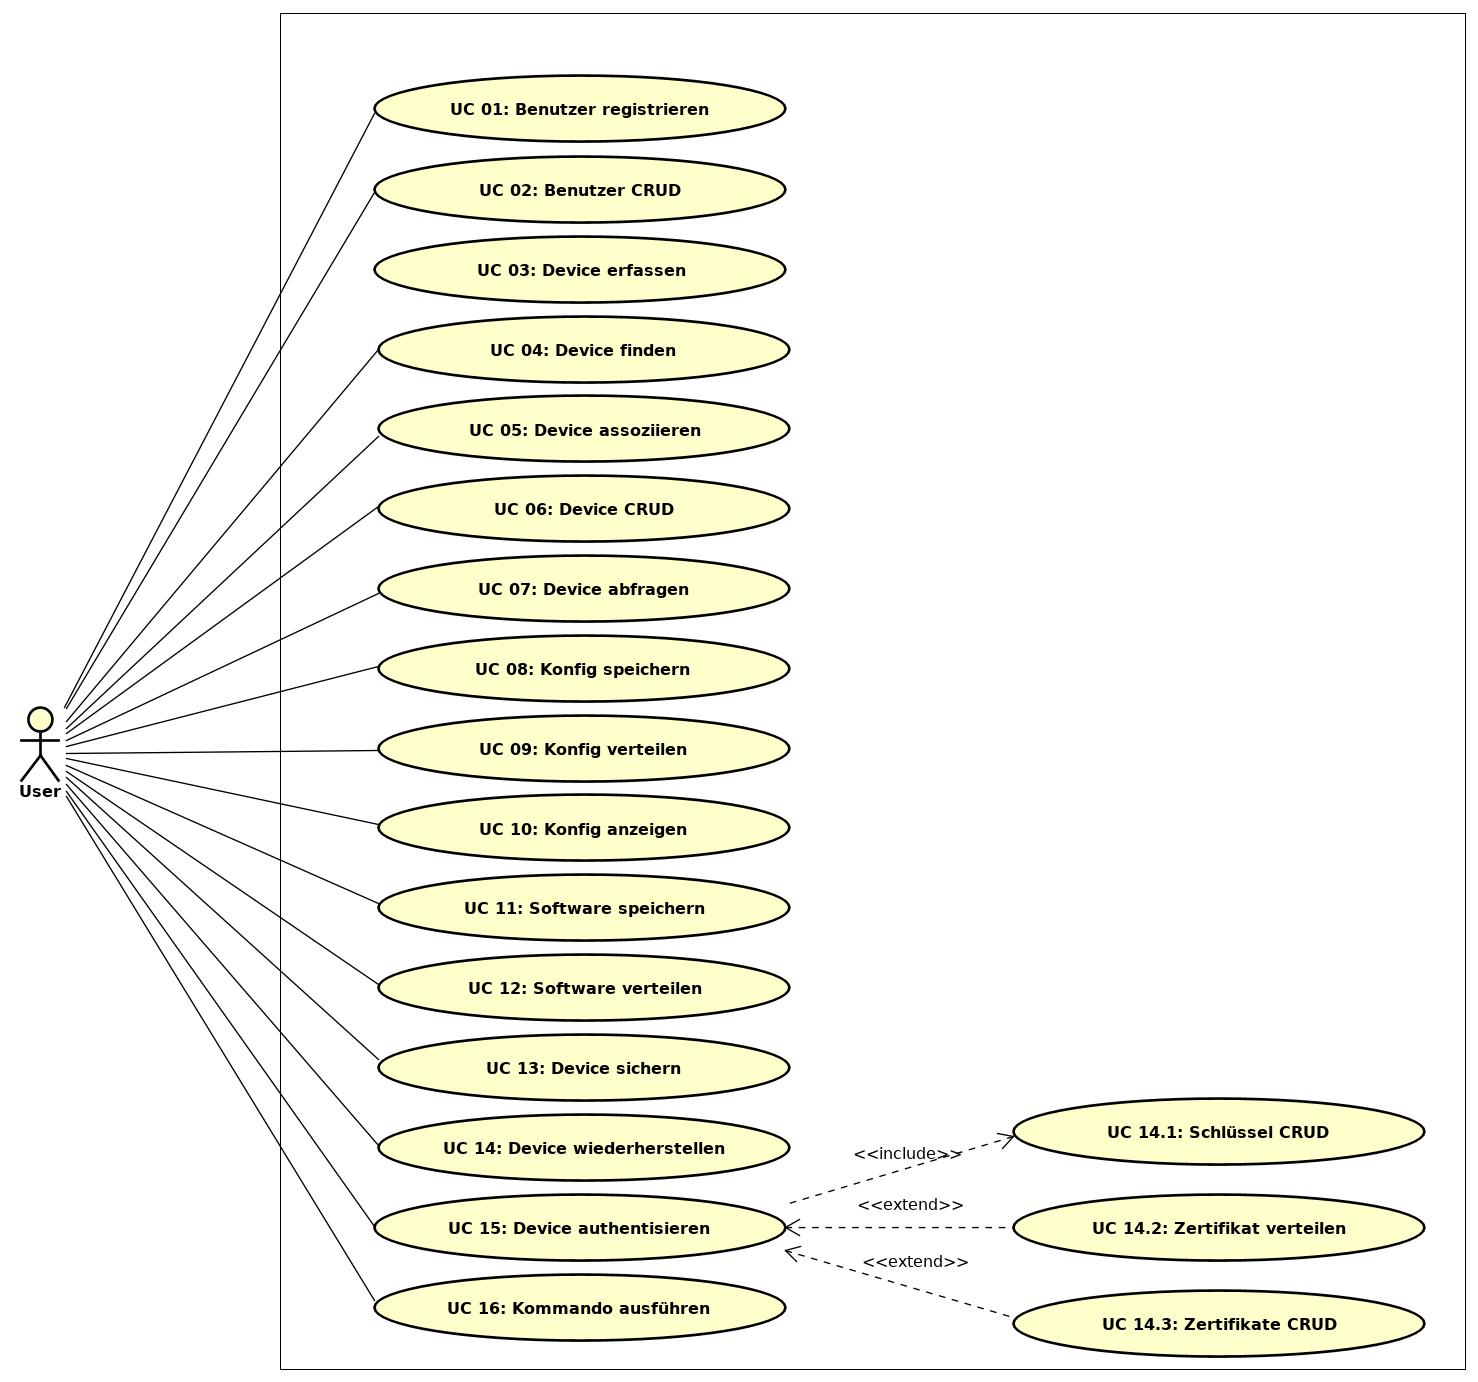 UC 01: Benutzer registrieren
UC 02: Benutzer CRUD
UC 03: Device erfassen
UC 04: Device finden
UC 05: Device assoziieren
UC 06: Device CRUD
UC 07: Device abfragen
UC 08: Konfig speichern
UC 09: Konfig verteilen
User
UC 10: Konfig anzeigen
UC 11: Software speichern
UC 12: Software verteilen
UC 13: Device sichern
UC 14: Device wiederherstellen
UC 15: Device authentisieren
UC 16: Kommando ausführen
<<include>>
<<extend>>
<<extend>>
UC 14.1: Schlüssel CRUD
UC 14.2: Zertifikat verteilen
UC 14.3: Zertifikate CRUD